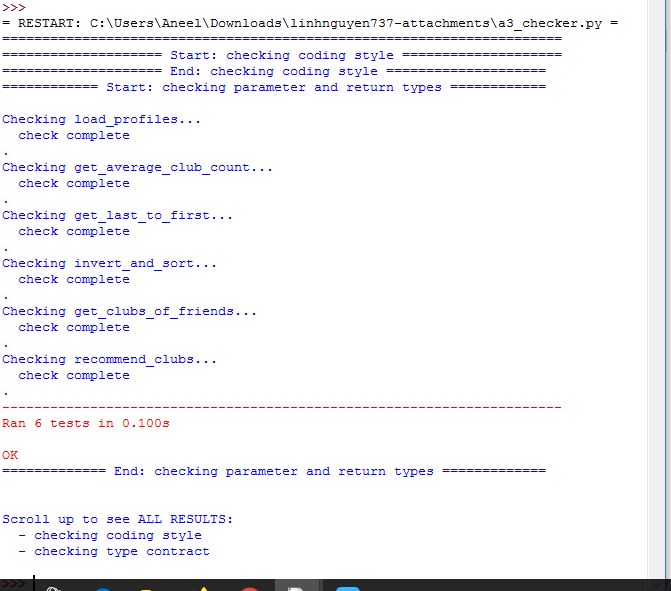 >>>
= RESTART: C:\Users\Aneel\Downloads\linhnguyen737-attachments\a3_checker.py =
======================================================================
==================== Start: checking coding style ====================
==================== End: checking coding style ====================
============ Start: checking parameter and return types ============
Checking load_profiles...
  check complete
.
Checking get_average_club_count...
  check complete
.
Checking get_last_to_first...
  check complete
.
Checking invert_and_sort...
  check complete
.
Checking get_clubs_of_friends...
  check complete
.
Checking recommend_clubs...
  check complete
.
----------------------------------------------------------------------
Ran 6 tests in 0.100s
OK
============= End: checking parameter and return types =============
Scroll up to see ALL RESULTS:
  - checking coding style
  - checking type contract
>>>